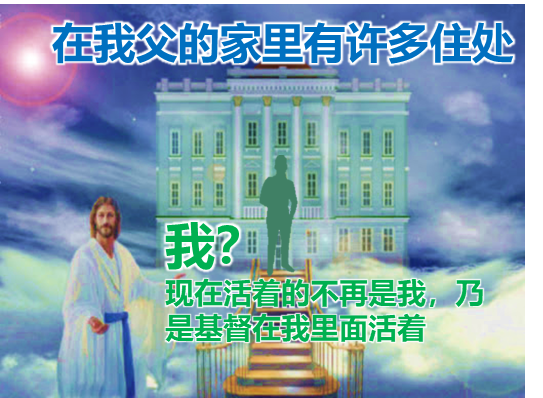 在我父的家里有许多住处
我?
现在活着的不再是我，乃
是基督在我里面活着